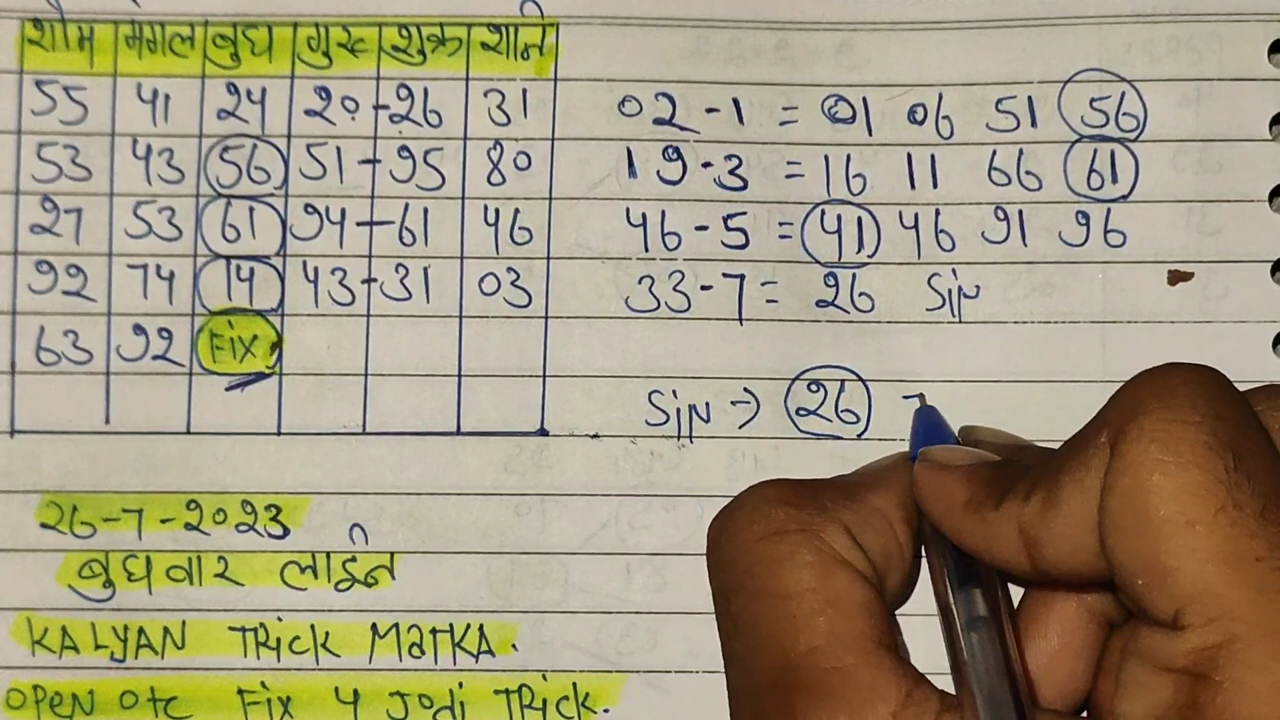 शोम मंगल बुध गुरु शुक्र शनि
55 41 24 20-26 31
53 43 56 51-95 80
27 53 61 94-61 46
92 74 14 43-31 03
63 92 Fix
02-1 = 01 06 51 56
19-3 = 16 11 66 61
46-5 = 41 46 91 96
33-7 = 26
→ 26
26-7-2023
बुधवार लाईन
KALYAN TRick MaTKA.
OPEN OTC Fix 4 Jodi TRick.